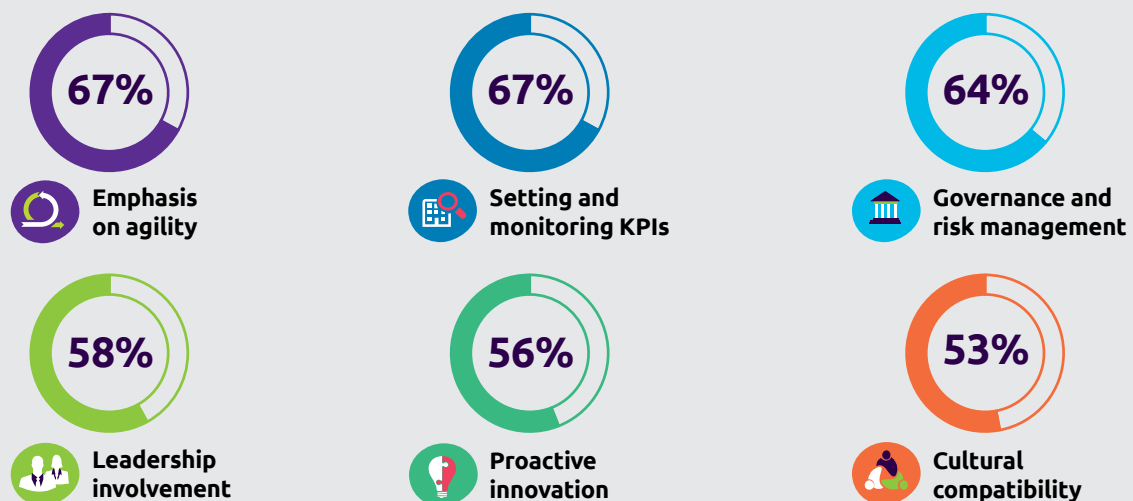 67%
67%
64%
Emphasis
on agility
Setting and
monitoring KPIs
Governance and
risk management
58%
56%
53%
Leadership
involvement
Proactive
innovation
Cultural
compatibility